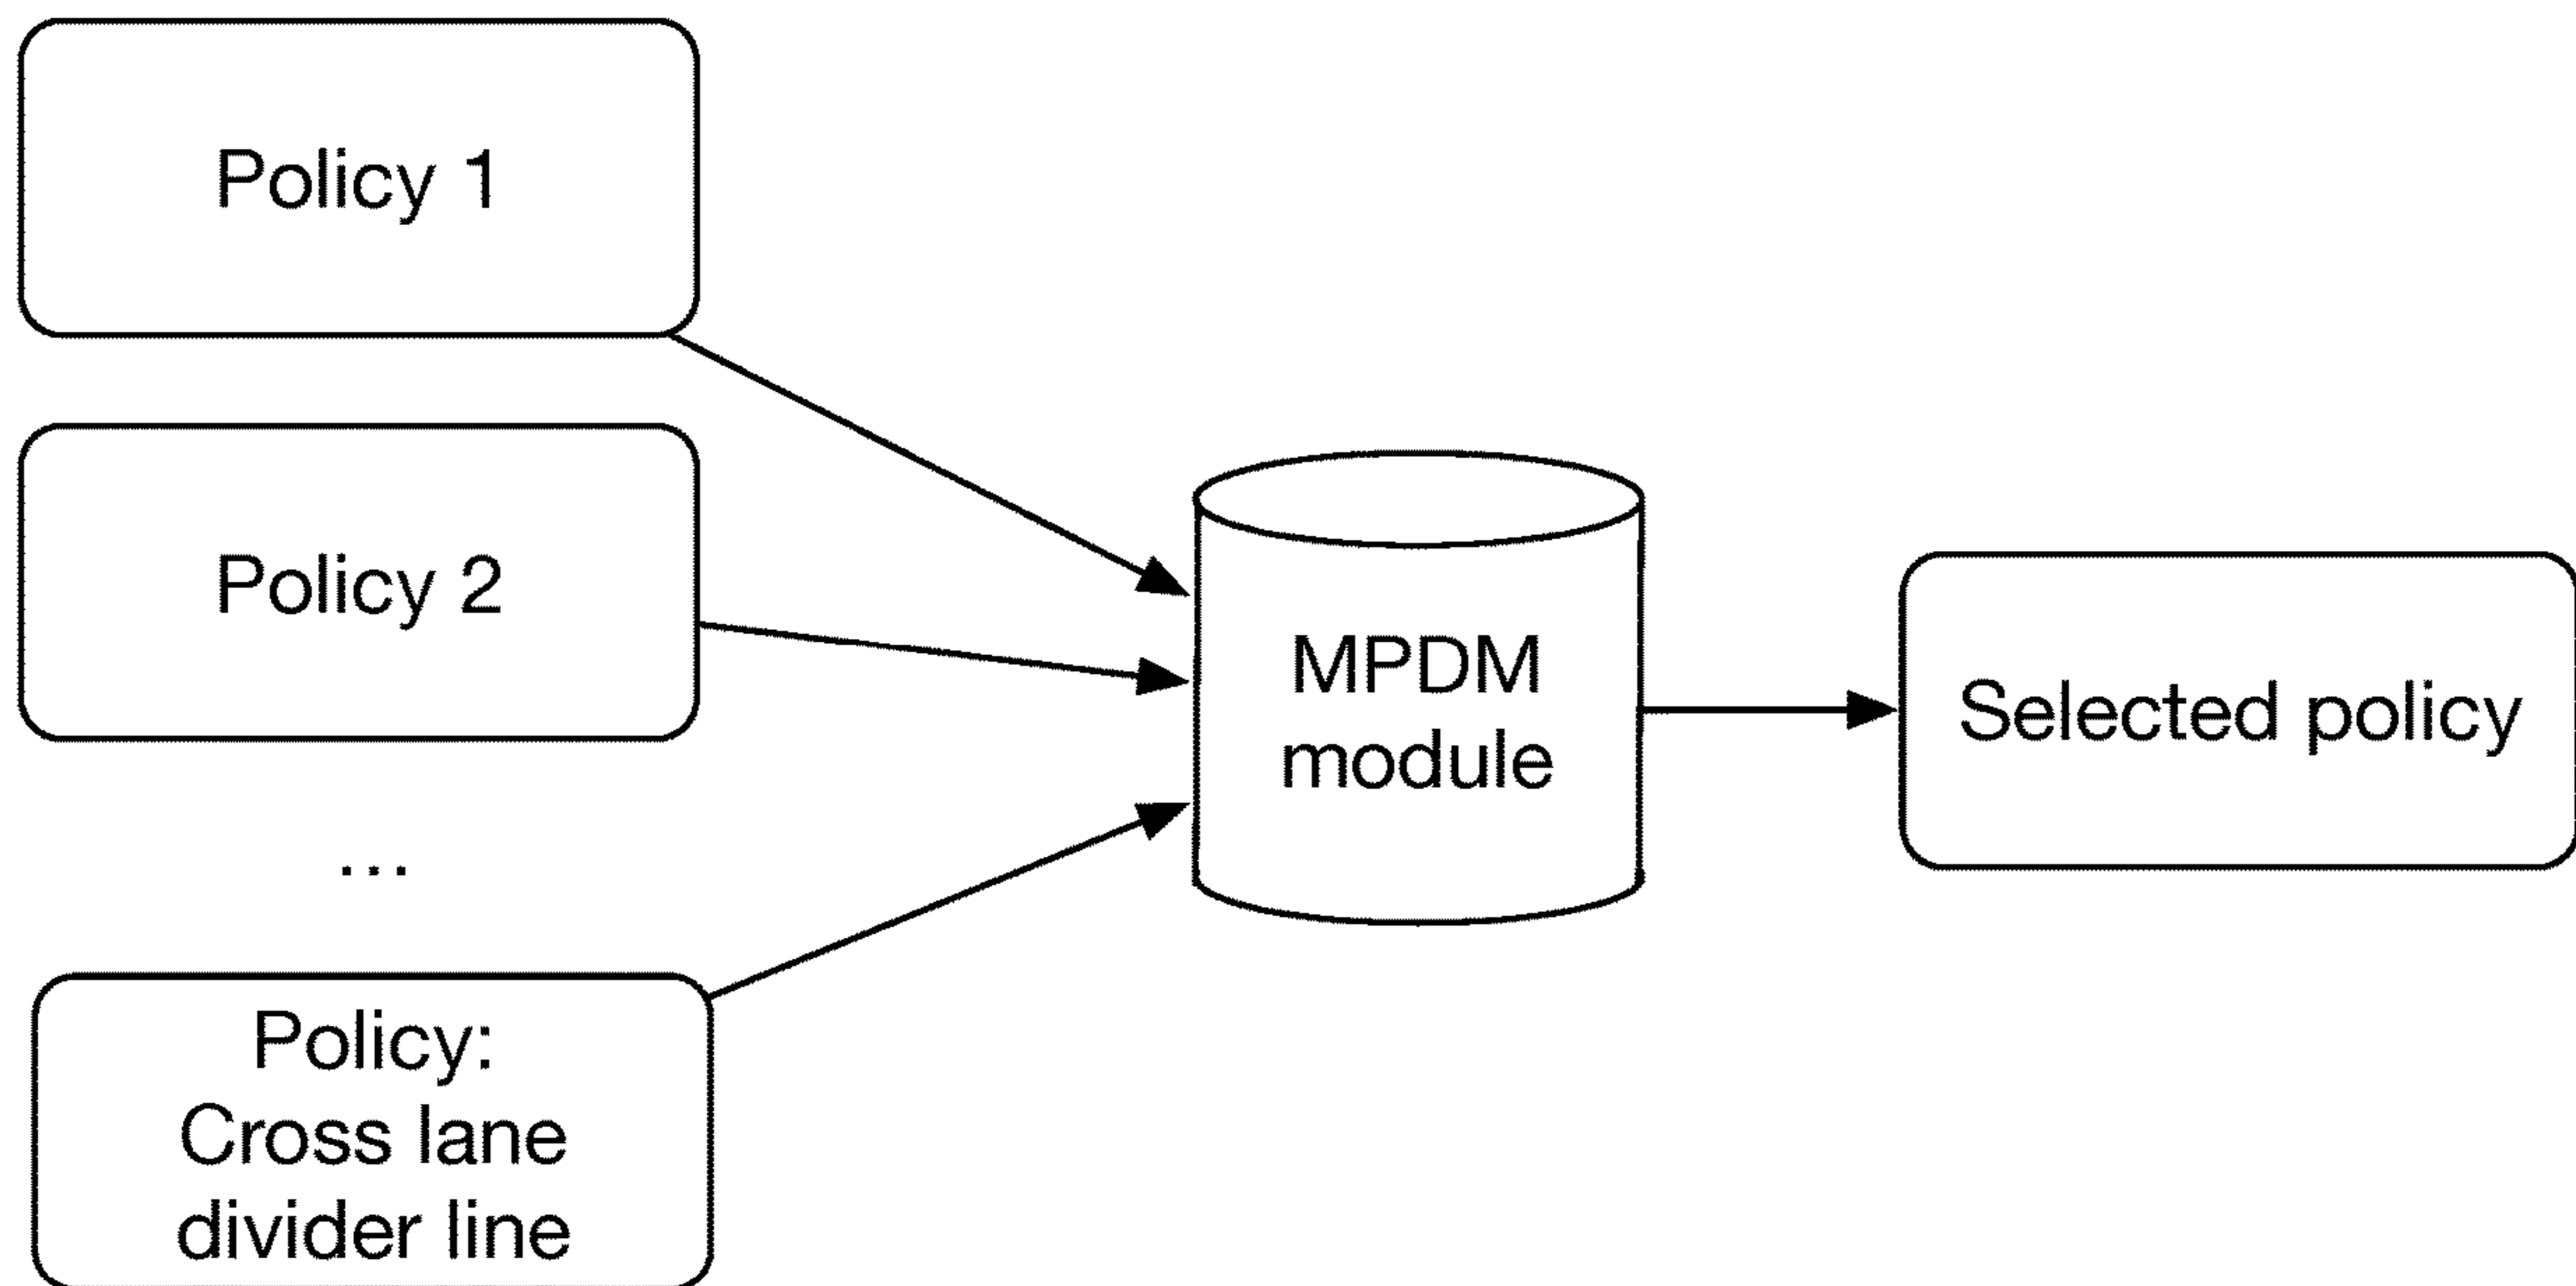 Policy 1
Policy 2
...
Policy:
Cross lane
divider line
MPDM
module
Selected policy